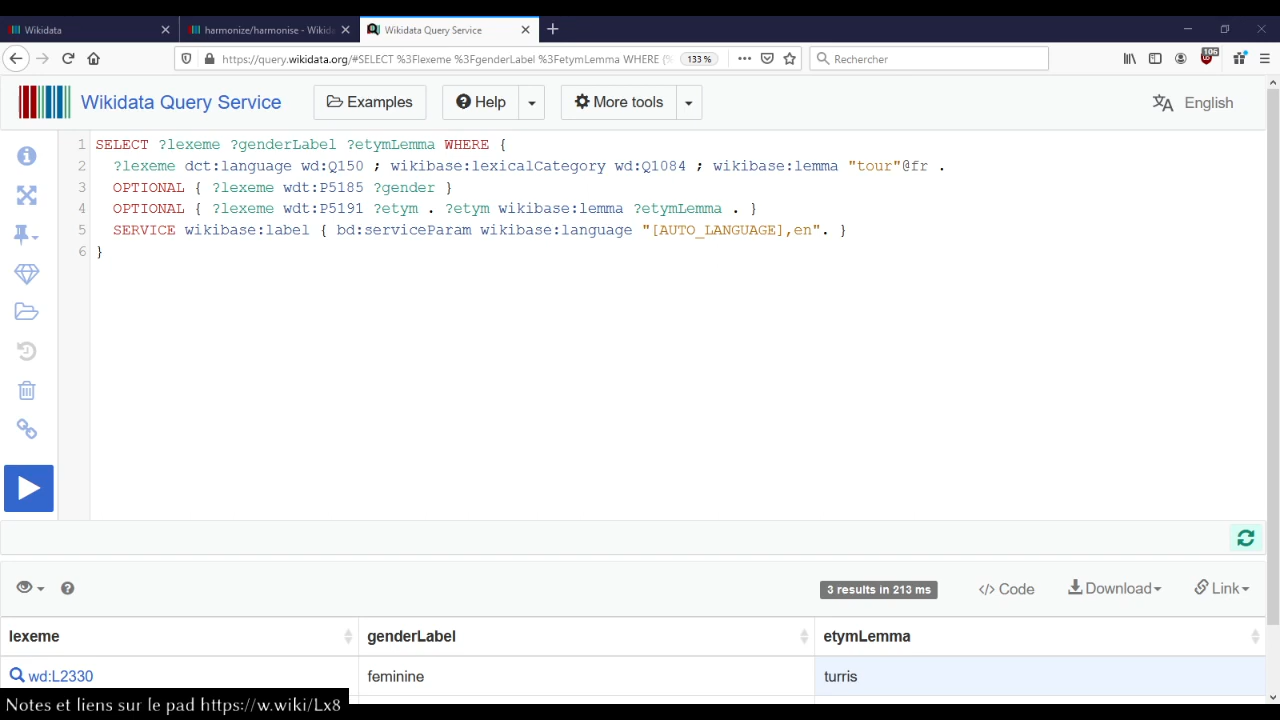 Wikidata
harmonize/harmonise - Wikid
Wikidata Query Service
https://query.wikidata.org/#SELECT %3Flexeme %3FgenderLabel %3FetymLemma WHERE {%
133 %
Rechercher
106
Wikidata Query Service
Examples
Help
More tools
English
1 SELECT ?lexeme ?genderLabel ?etymLemma WHERE {
2 ?lexeme dct:language wd:Q150 ; wikibase:lexicalCategory wd:Q1084 ; wikibase:lemma "tour"@fr .
3 OPTIONAL { ?lexeme wdt:P5185 ?gender }
4 OPTIONAL { ?lexeme wdt:P5191 ?etym . ?etym wikibase:lemma ?etymLemma . }
5 SERVICE wikibase:label { bd:serviceParam wikibase:language "[AUTO_LANGUAGE],en". }
6 }
3 results in 213 ms
</> Code
Download
Link
lexeme genderLabel etymLemma
wd:L2330 feminine turris
Notes et liens sur le pad https://w.wiki/Lx8